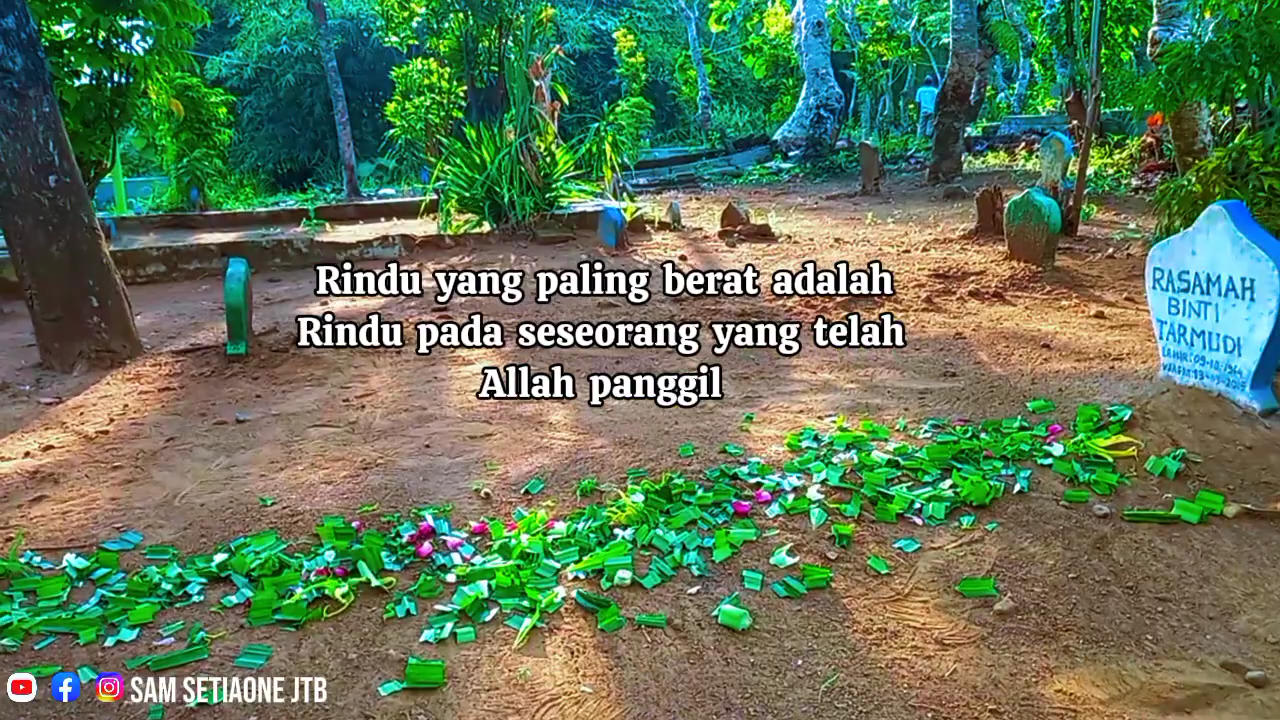 Rindu yang paling berat adalah
Rindu pada seseorang yang telah
Allah panggil
RASAMAH
BINTI
TARMUDI
SAM SETIAONE JTB